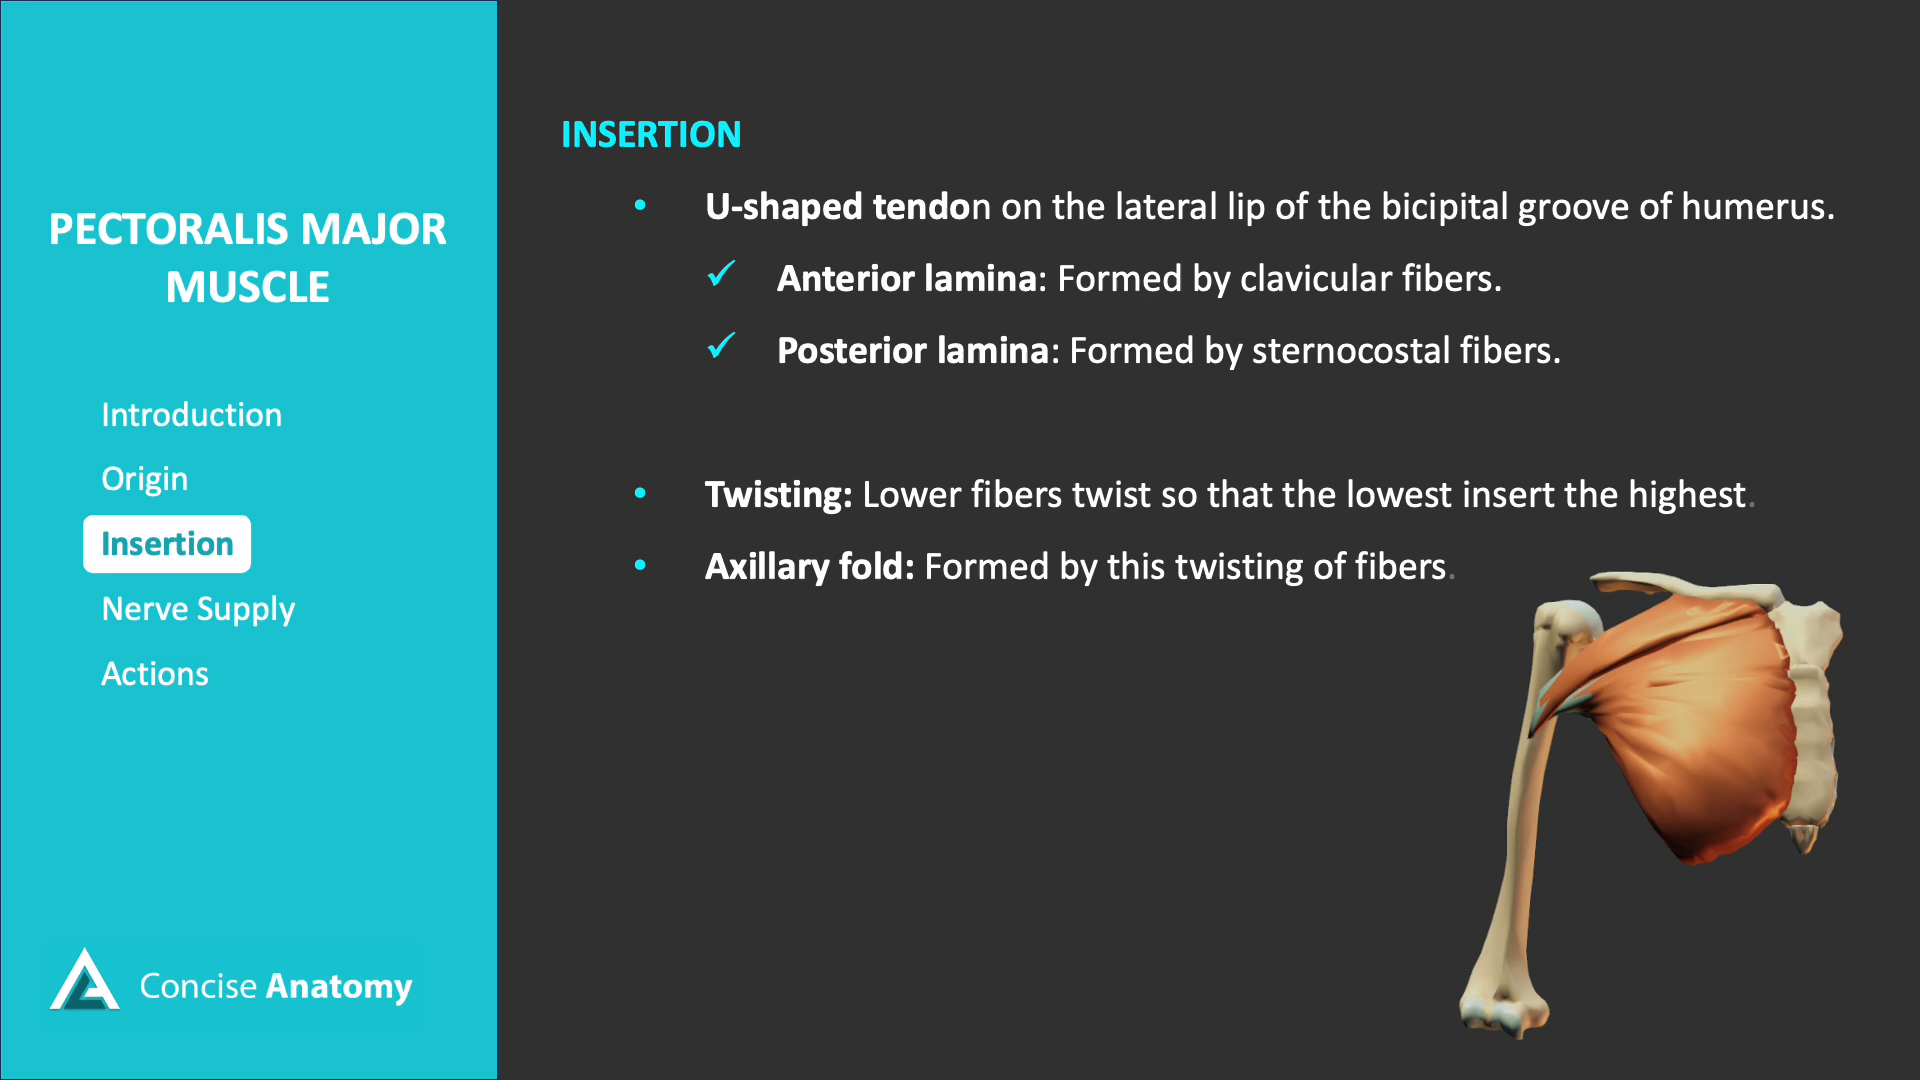 PECTORALIS MAJOR
MUSCLE
Introduction
Origin
Insertion
Nerve Supply
Actions
Concise Anatomy
INSERTION
• U-shaped tendon on the lateral lip of the bicipital groove of humerus.
✓ Anterior lamina: Formed by clavicular fibers.
✓ Posterior lamina: Formed by sternocostal fibers.
• Twisting: Lower fibers twist so that the lowest insert the highest.
• Axillary fold: Formed by this twisting of fibers.